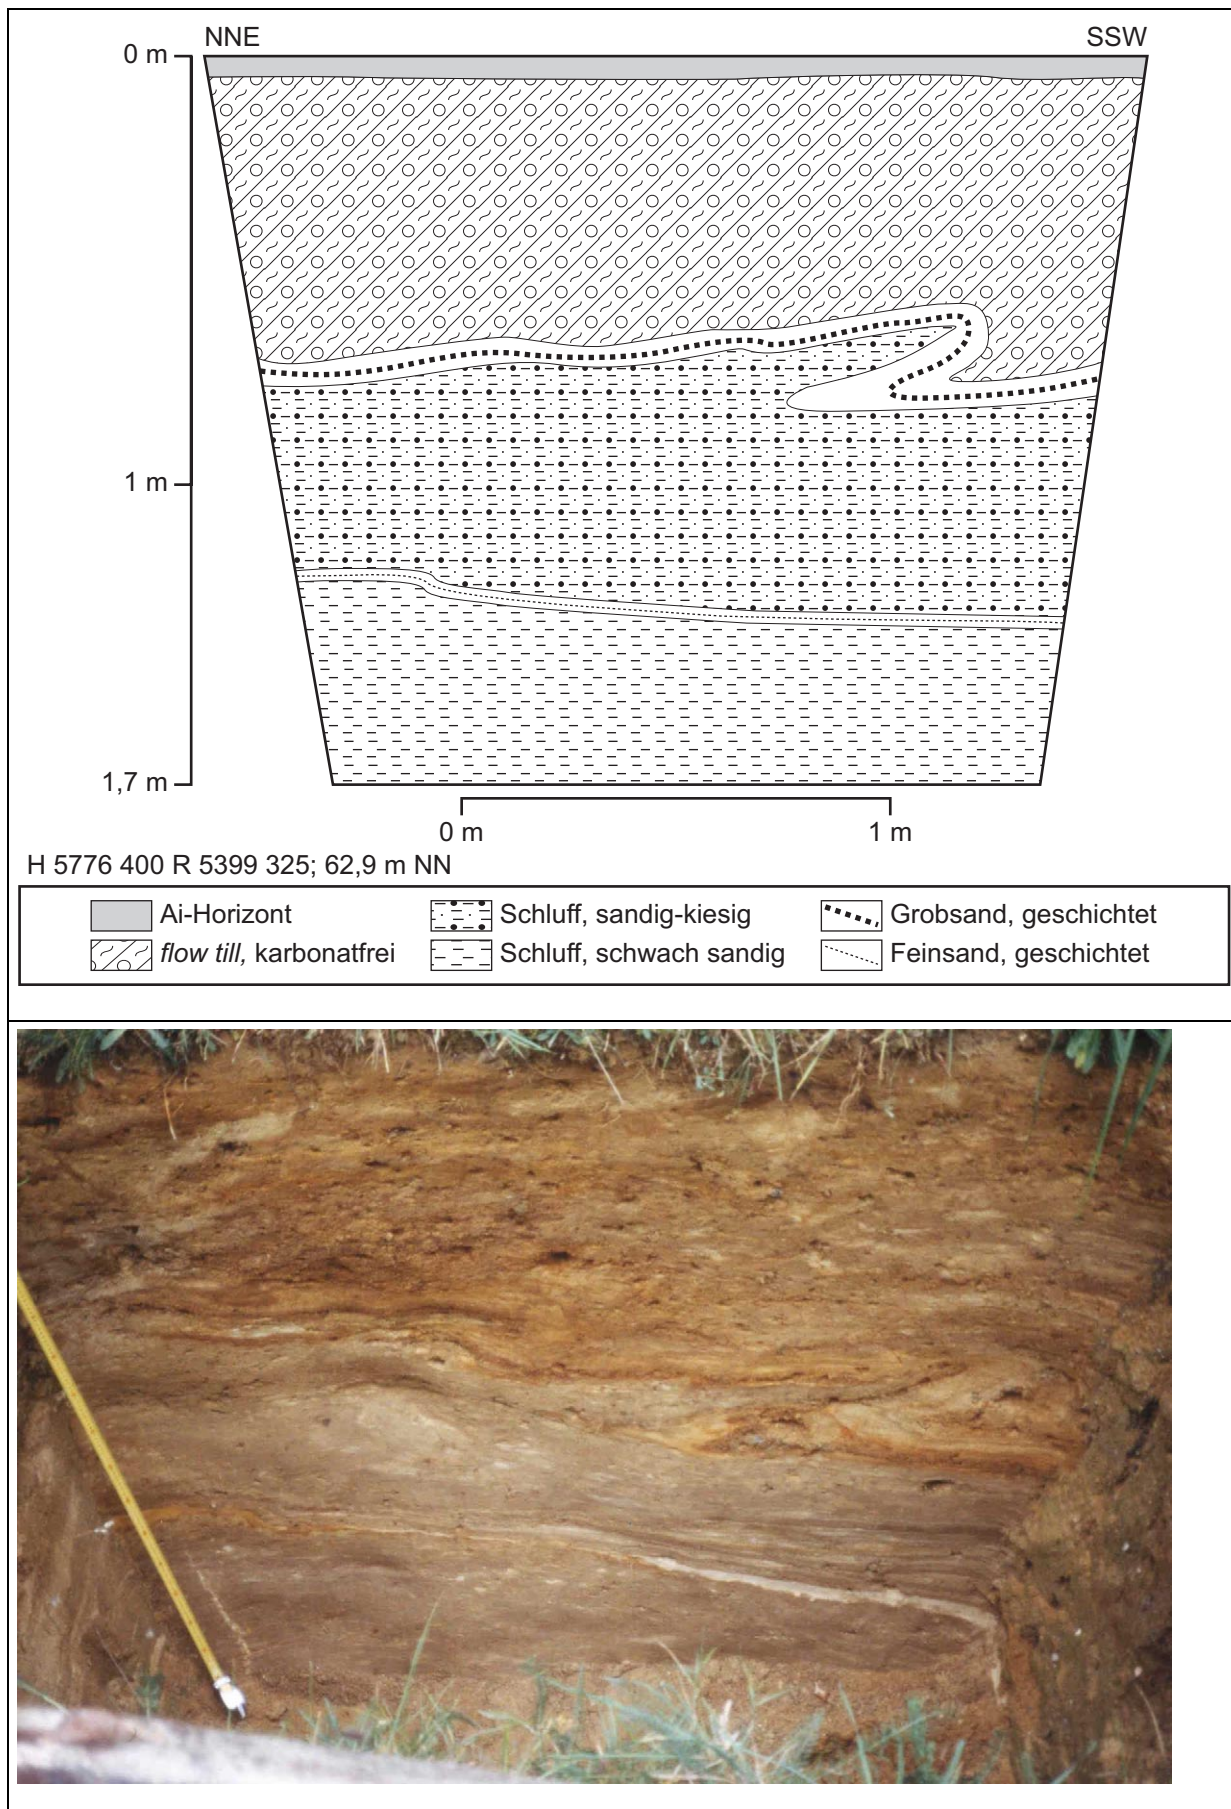 NNE SSW
0 m
1 m
1,7 m
0 m 1 m
H 5776 400 R 5399 325; 62,9 m NN
Ai-Horizont Schluff, sandig-kiesig Grobsand, geschichtet
flow till, karbonatfrei Schluff, schwach sandig Feinsand, geschichtet